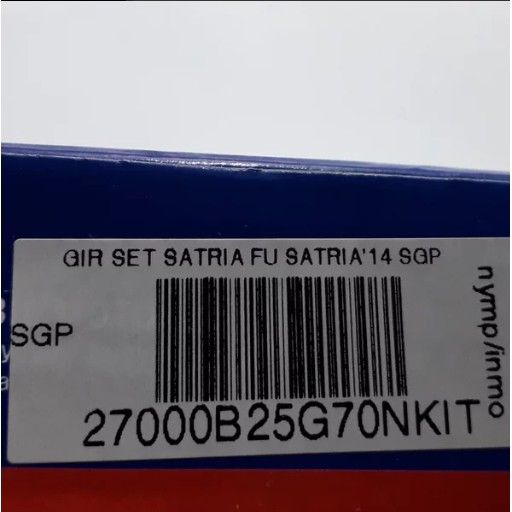 GIR SET SATRIA FU SATRIA'14 SGP
SGP
27000B25G70NKIT
nymp/inmo